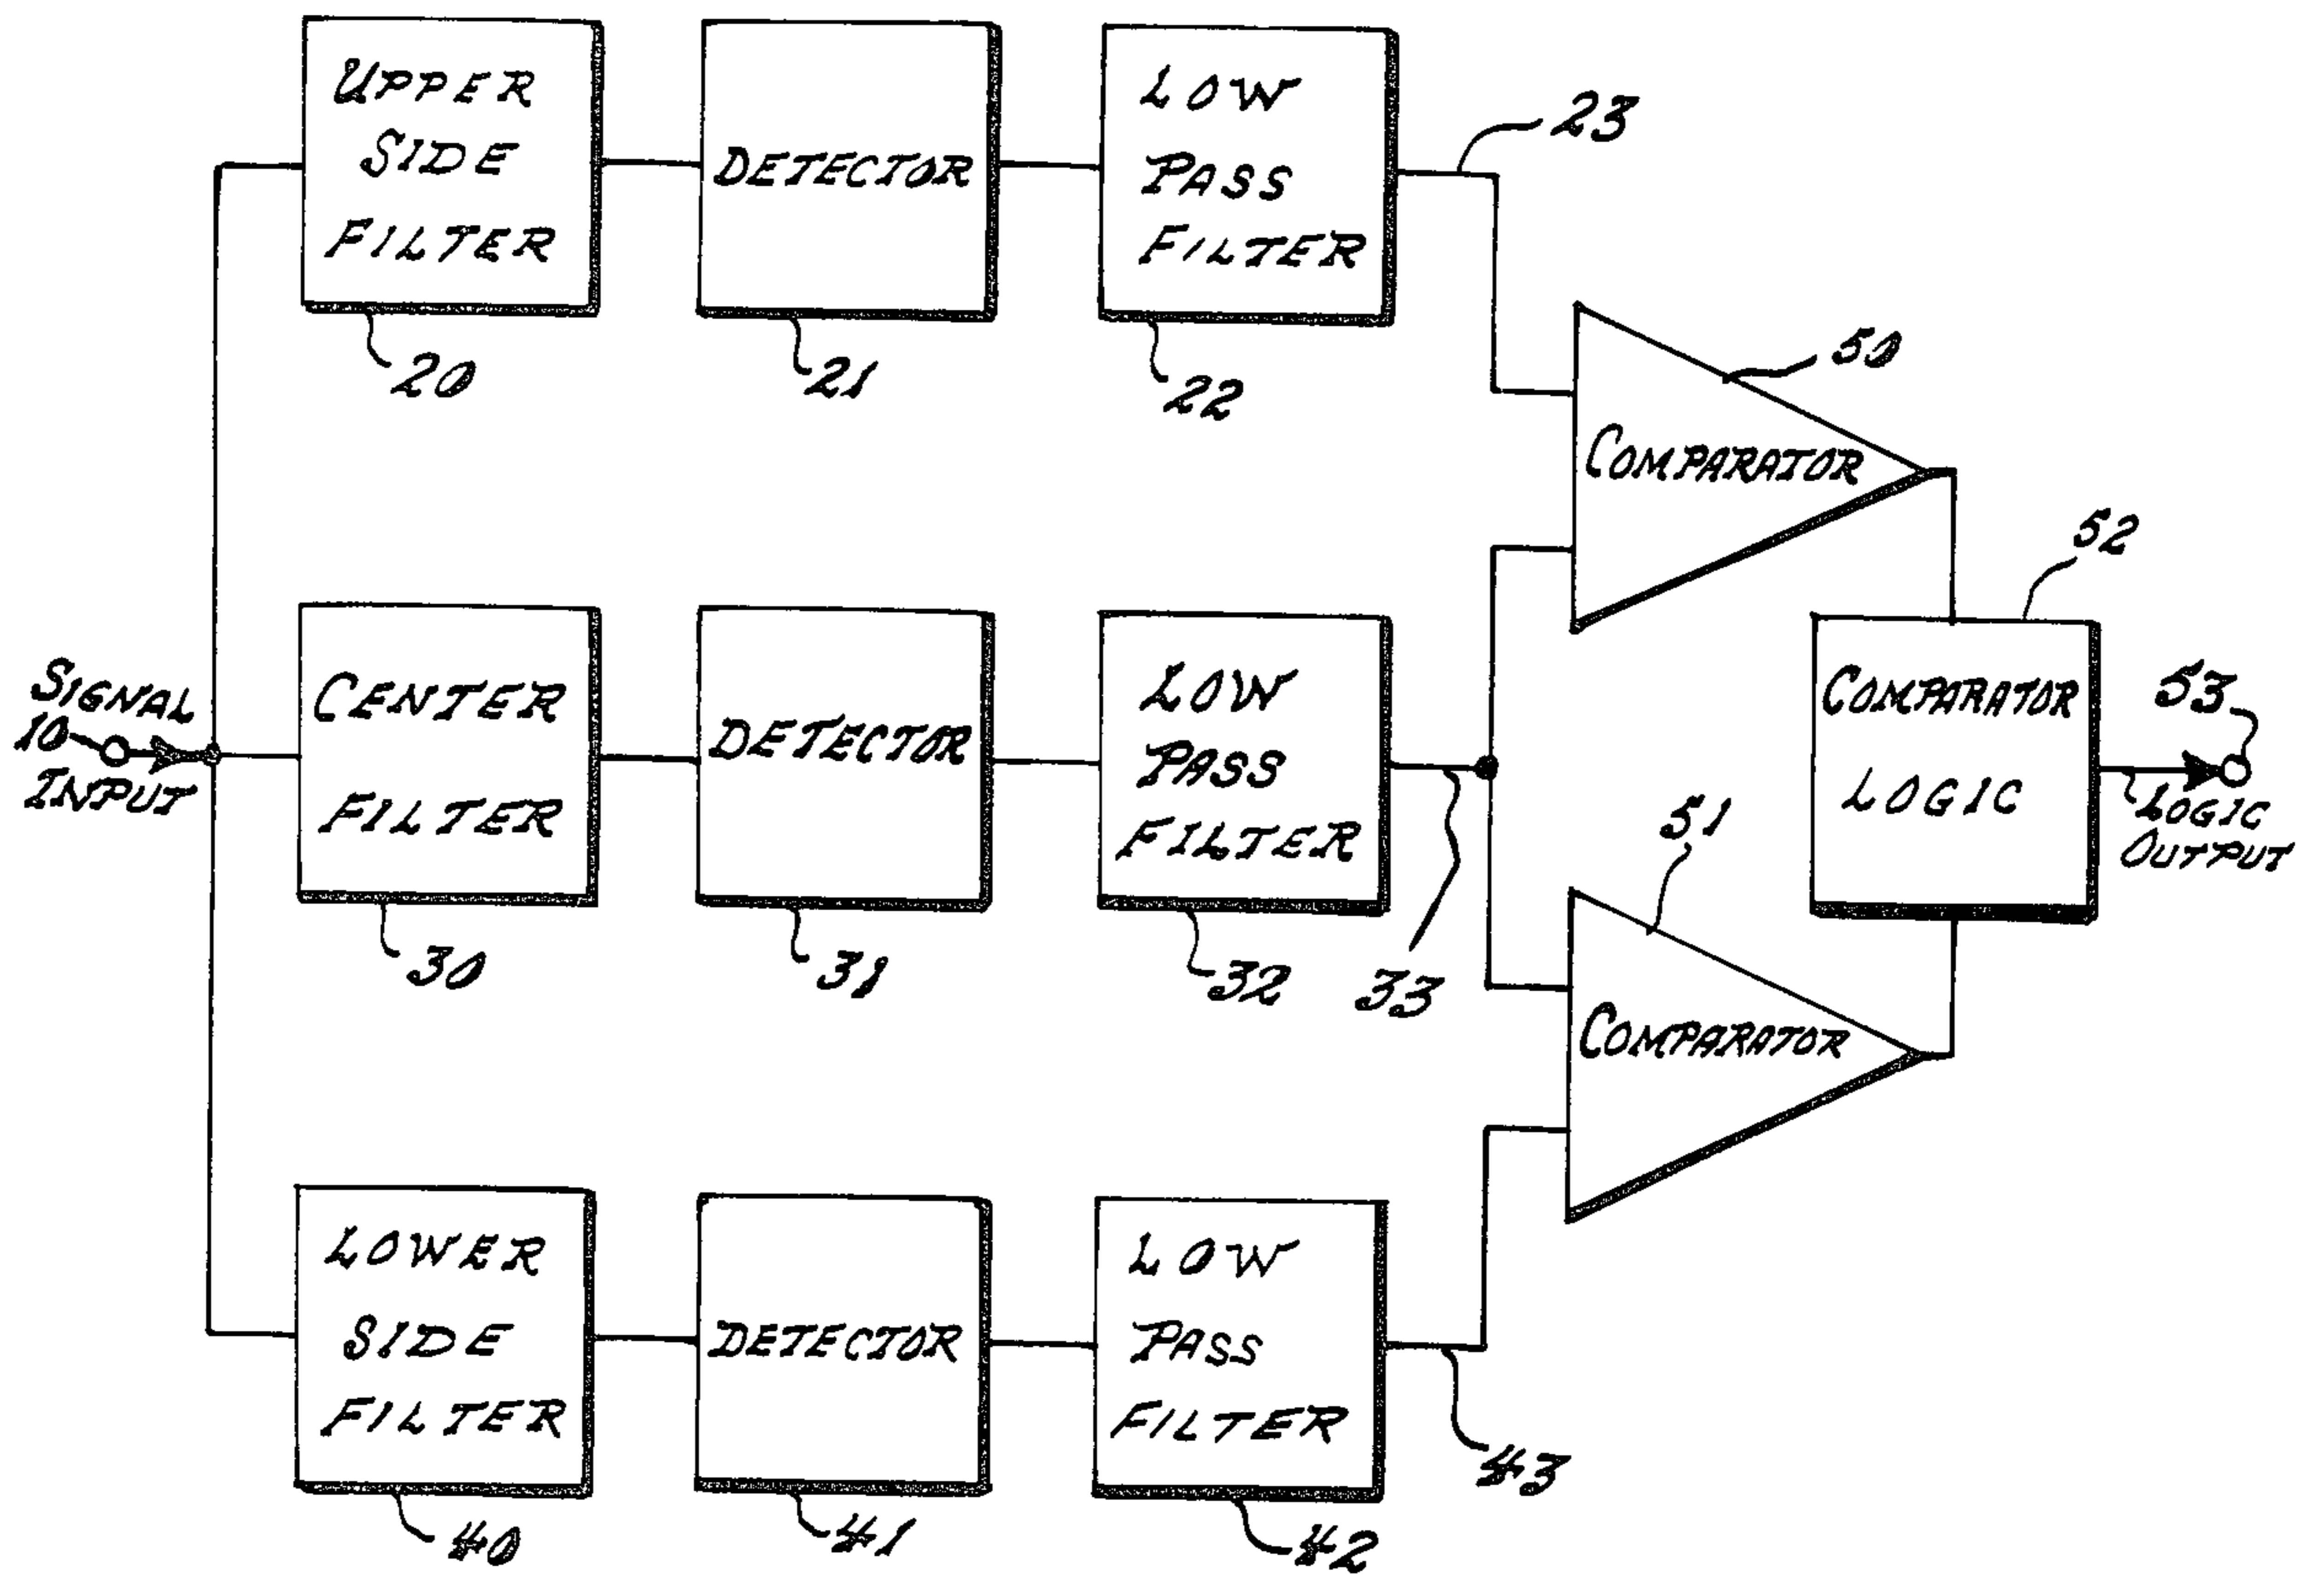 UPPER
SIDE
FILTER
20
DETECTOR
21
LOW
PASS
FILTER
22
23
COMPARATOR
50
SIGNAL
10
INPUT
CENTER
FILTER
30
DETECTOR
31
LOW
PASS
FILTER
32
33
COMPARATOR
51
COMPARATOR
LOGIC
52
53
LOGIC
OUTPUT
LOWER
SIDE
FILTER
40
DETECTOR
41
LOW
PASS
FILTER
42
43